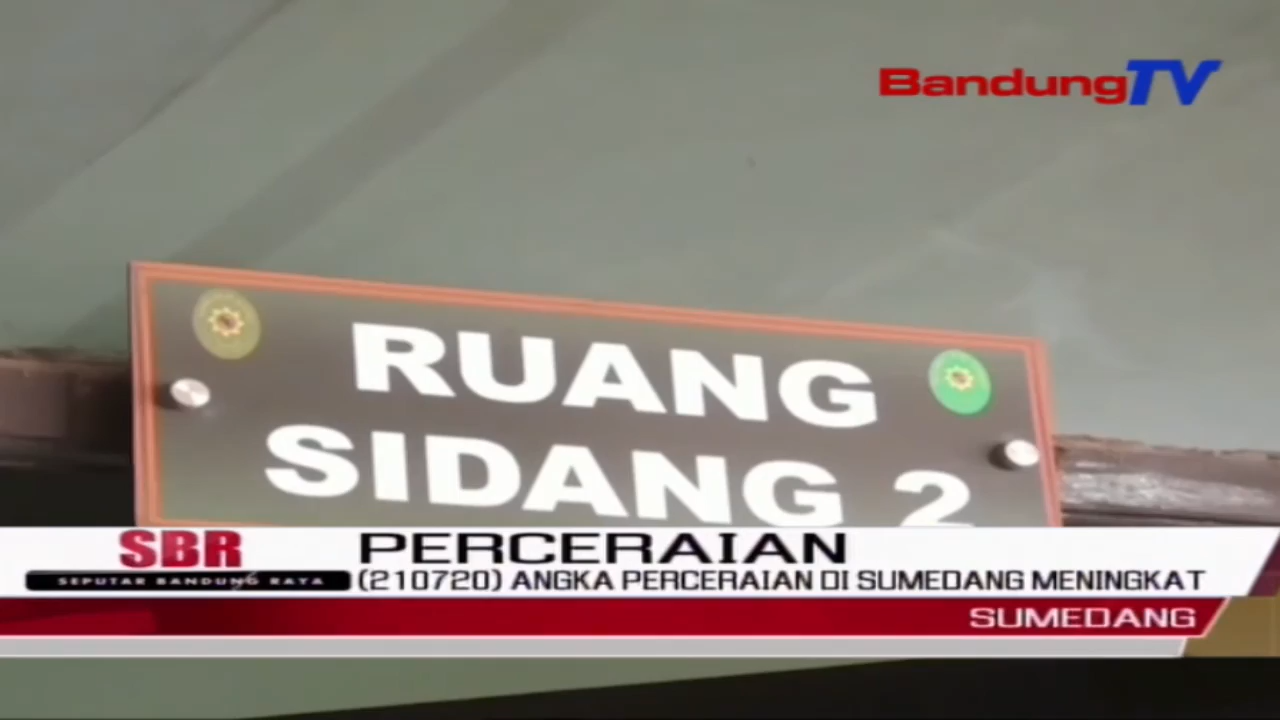 BandungTV
RUANG
SIDANG 2
SBR
SEPUTAR BANDUNG RAYA
PERCERAIAN
(210720) ANGKA PERCERAIAN DI SUMEDANG MENINGKAT
SUMEDANG